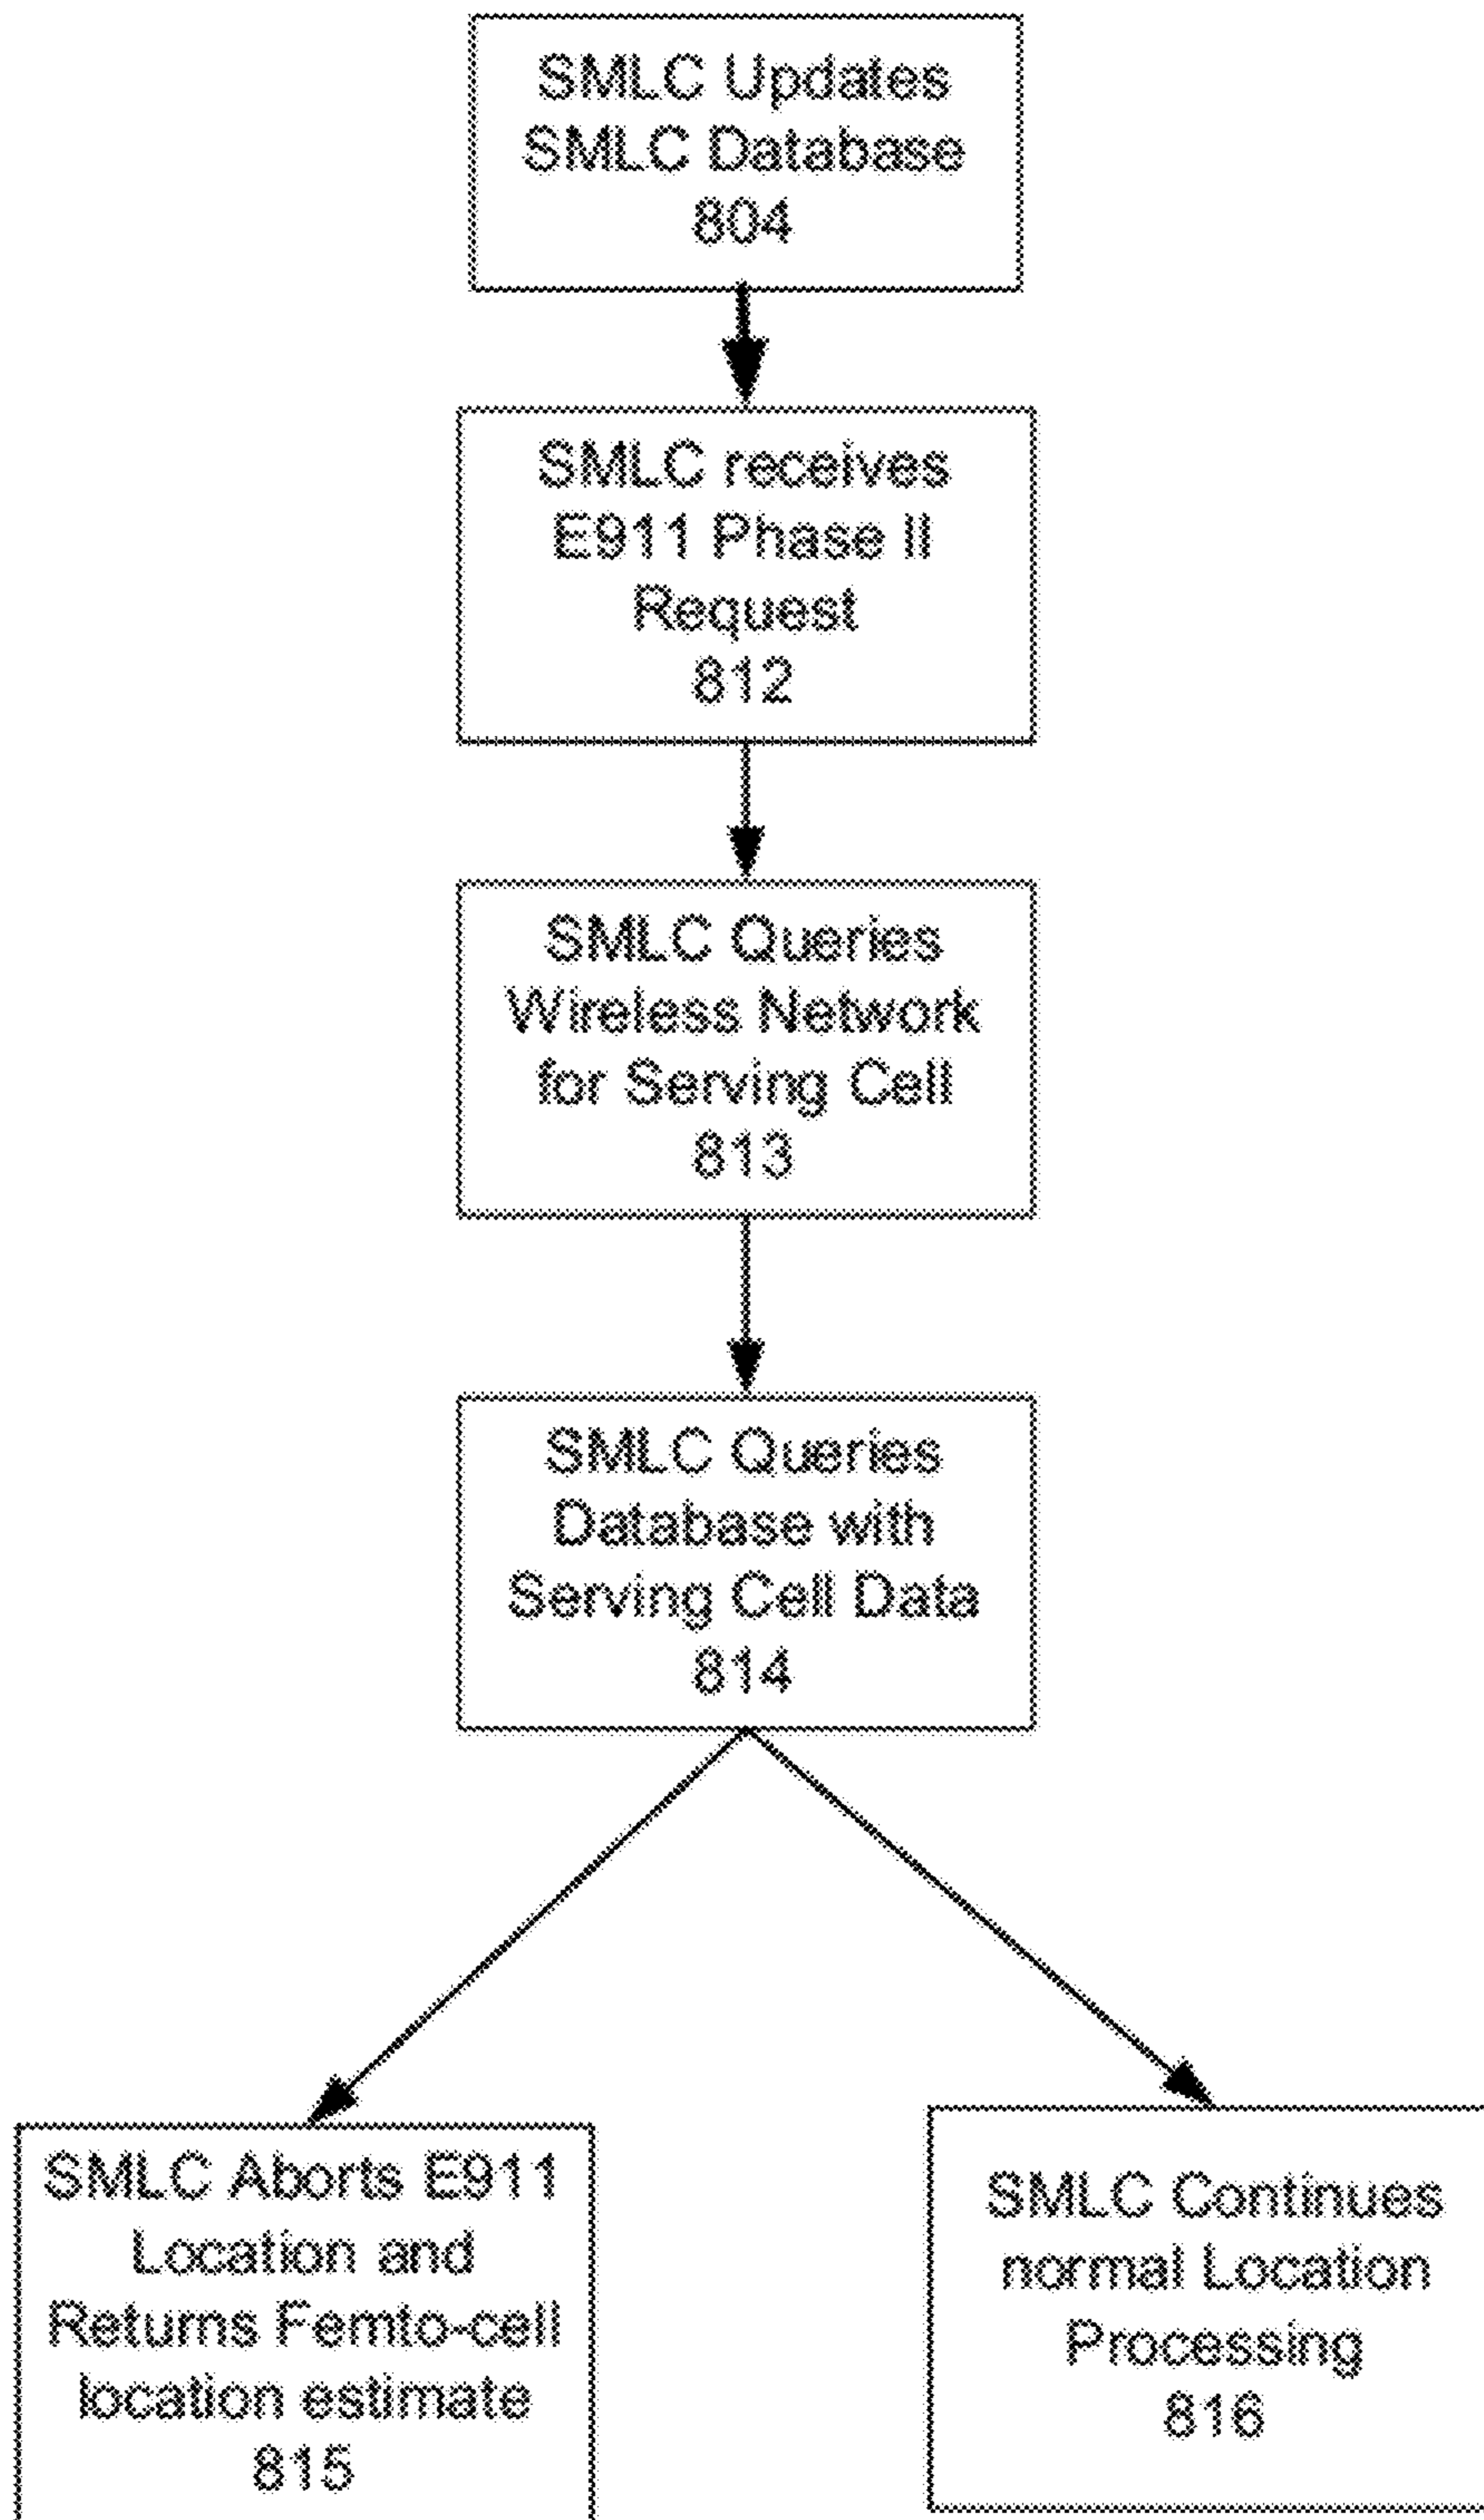 SMLC Updates
SMLC Database
804
SMLC receives
E911 Phase II
Request
812
SMLC Queries
Wireless Network
for Serving Cell
813
SMLC Queries
Database with
Serving Cell Data
814
SMLC Aborts E911
Location and
Returns Femto-cell
location estimate
815
SMLC Continues
normal Location
Processing
816